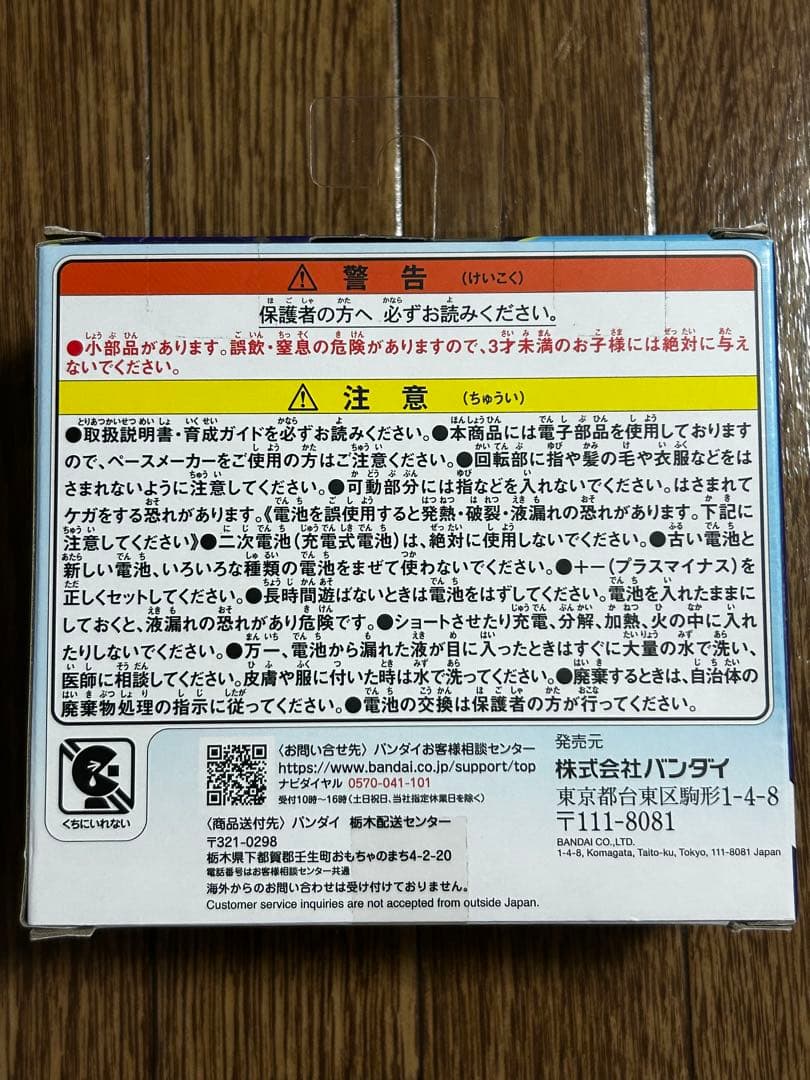 警告 (けいこく)
保護者の方へ 必ずお読みください。
●小部品があります。誤飲・窒息の危険がありますので、3才未満のお子様には絶対に与え
ないでください。
注意 (ちゅうい)
●取扱説明書・育成ガイドを必ずお読みください。●本商品には電子部品を使用しております
ので、ペースメーカーをご使用の方はご注意ください。●回転部に指や髪の毛や衣服などをは
さまれないように注意してください。●可動部分には指などを入れないでください。はさまれて
ケガをする恐れがあります。《電池を誤使用すると発熱・破裂・液漏れの恐れがあります。下記に
注意してください》●二次電池(充電式電池)は、絶対に使用しないでください。●古い電池と
新しい電池、いろいろな種類の電池をまぜて使わないでください。●+−(プラスマイナス)を
正しくセットしてください。●長時間遊ばないときは電池をはずしてください。電池を入れたままに
しておくと、液漏れの恐れがあり危険です。●ショートさせたり充電、分解、加熱、火の中に入れ
たりしないでください。●万一、電池から漏れた液が目に入ったときはすぐに大量の水で洗い、
医師に相談してください。皮膚や服に付いた時は水で洗ってください。●廃棄するときは、自治体の
廃棄物処理の指示に従ってください。●電池の交換は保護者の方が行ってください。
くちにいれない
〈お問い合せ先〉バンダイお客様相談センター
https://www.bandai.co.jp/support/top
ナビダイヤル 0570-041-101
受付10時〜16時(土日祝日、当社指定休業日を除く)
〈商品送付先〉バンダイ 栃木配送センター
〒321-0298
栃木県下都賀郡壬生町おもちゃのまち4-2-20
電話番号はお客様センター共通
海外からのお問い合わせは受け付けておりません。
Customer service inquiries are not accepted from outside Japan.
発売元
株式会社バンダイ
東京都台東区駒形1-4-8
〒111-8081
BANDAI CO.,LTD.
1-4-8, Komagata, Taito-ku, Tokyo, 111-8081 Japan